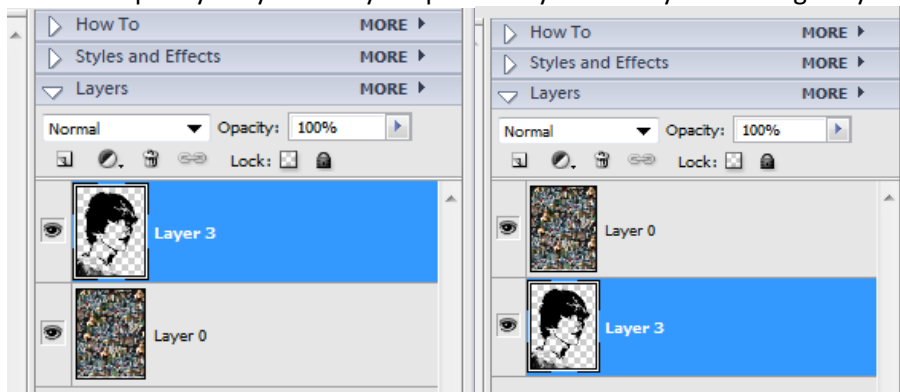 How To MORE
Styles and Effects MORE
Layers MORE
Normal Opacity: 100%
Lock:
Layer 3
Layer 0
How To MORE
Styles and Effects MORE
Layers MORE
Normal Opacity: 100%
Lock:
Layer 0
Layer 3